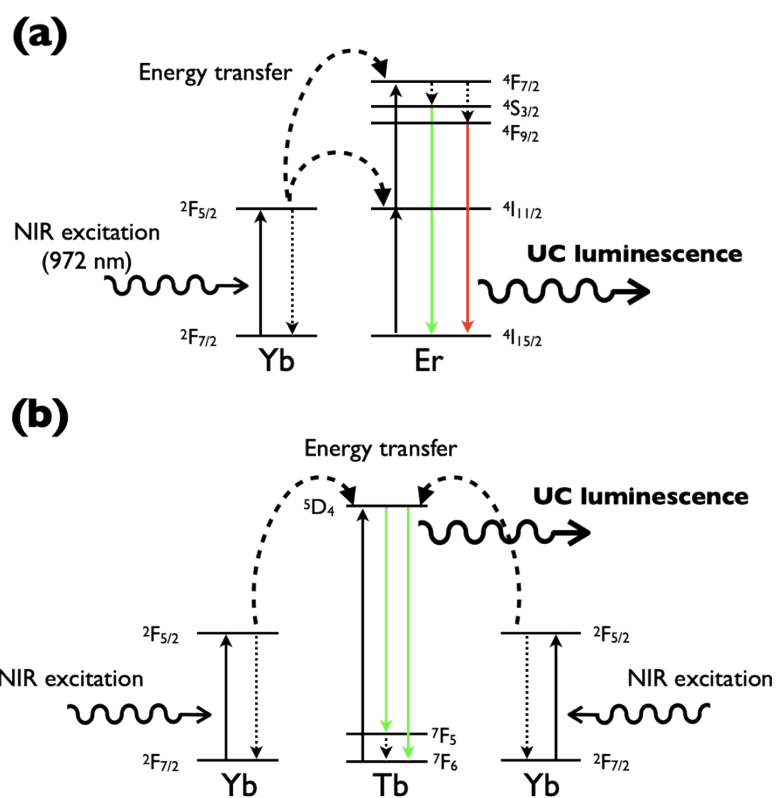 (a)
Energy transfer
⁴F₇/₂
⁴S₃/₂
⁴F₉/₂
²F₅/₂
⁴I₁₁/₂
NIR excitation
(972 nm)
UC luminescence
²F₇/₂
⁴I₁₅/₂
Yb
Er
(b)
Energy transfer
UC luminescence
⁵D₄
²F₅/₂
²F₅/₂
NIR excitation
NIR excitation
⁷F₅
²F₇/₂
⁷F₆
²F₇/₂
Yb
Tb
Yb